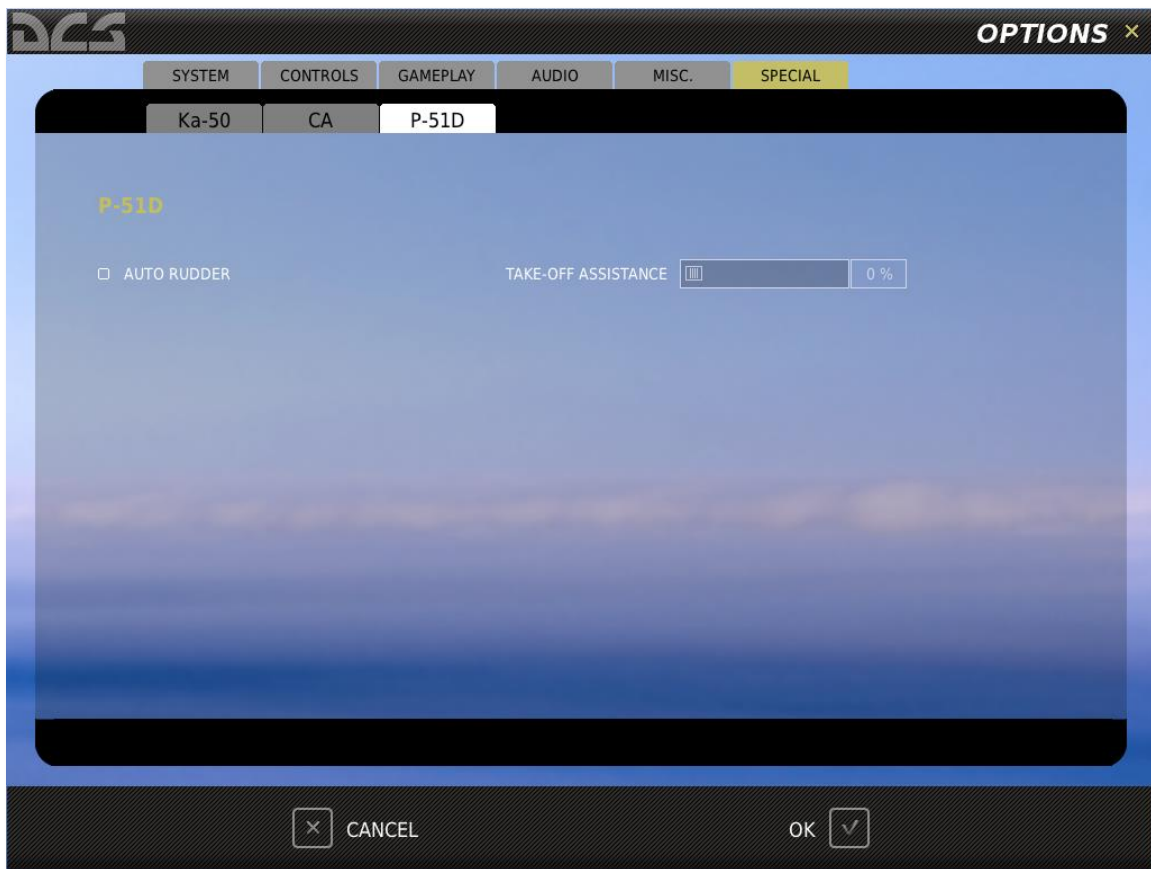 DCS
OPTIONS
SYSTEM CONTROLS GAMEPLAY AUDIO MISC. SPECIAL
Ka-50 CA P-51D
P-51D
AUTO RUDDER TAKE-OFF ASSISTANCE 0 %
CANCEL OK